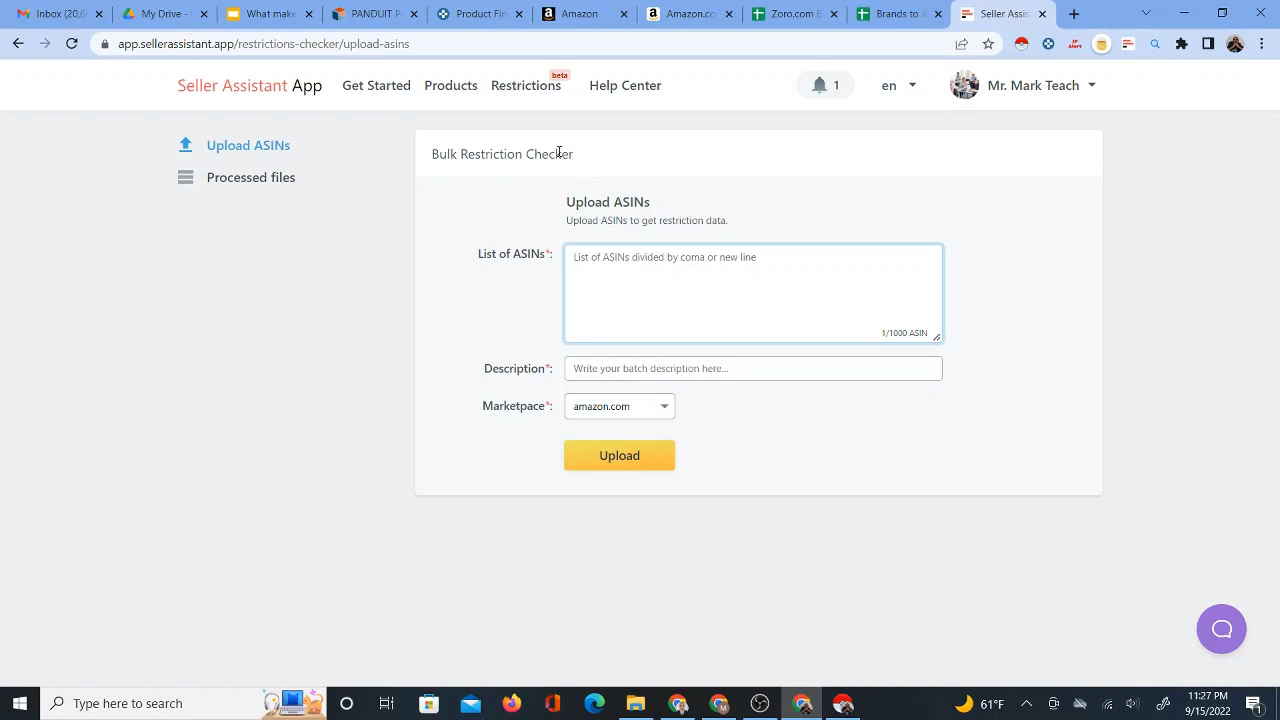 Inbox (20,6
My Drive -
What make
PANDUIT P
Product Fin
Amazon
Amazon.co
Zoro.com B
Brands to A
Seller Assis
app.sellerassistant.app/restrictions-checker/upload-asins
Seller Assistant App
Get Started
Products
Restrictions
beta
Help Center
1
en
Mr. Mark Teach
Upload ASINs
Processed files
Bulk Restriction Checker
Upload ASINs
Upload ASINs to get restriction data.
List of ASINs*:
List of ASINs divided by coma or new line
1/1000 ASIN
Description*:
Write your batch description here...
Marketpace*:
amazon.com
Upload
Type here to search
11:27 PM
9/15/2022